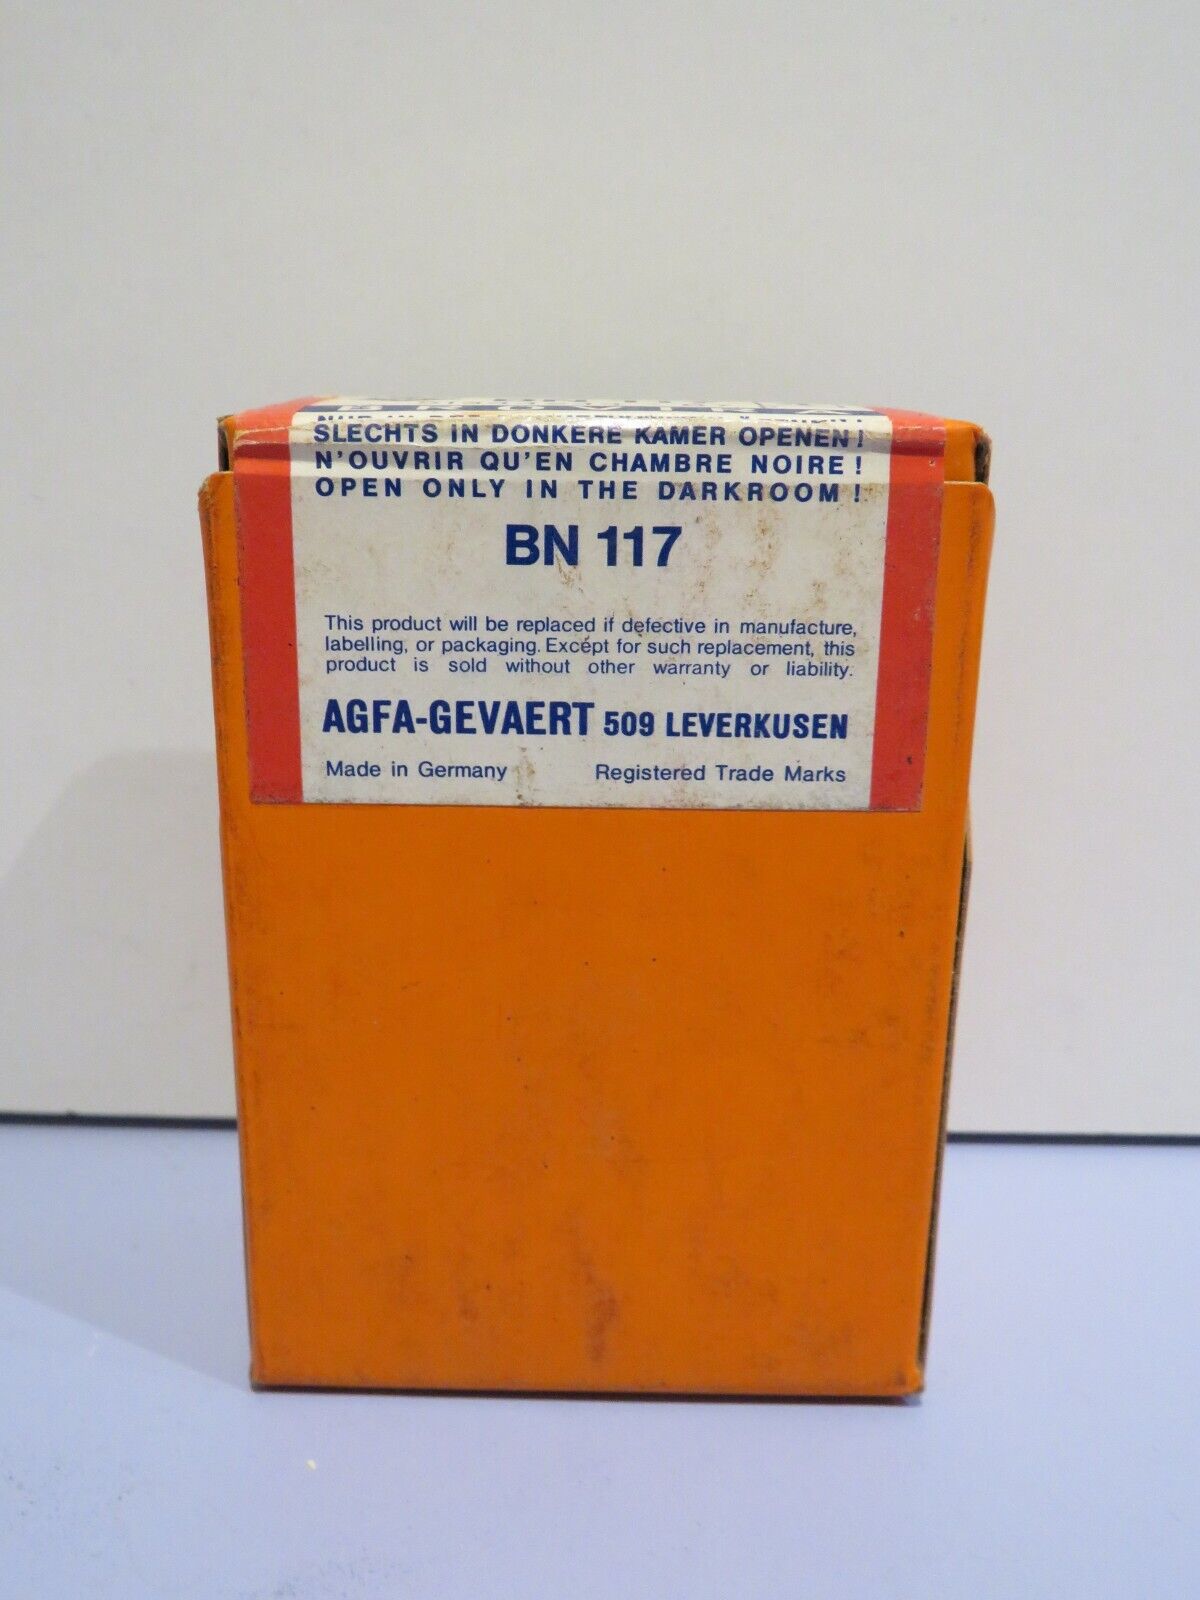 SLECHTS IN DONKERE KAMER OPENEN!
N'OUVRIR QU'EN CHAMBRE NOIRE!
OPEN ONLY IN THE DARKROOM!
BN 117
This product will be replaced if defective in manufacture,
labelling, or packaging. Except for such replacement, this
product is sold without other warranty or liability.
AGFA-GEVAERT 509 LEVERKUSEN
Made in Germany Registered Trade Marks